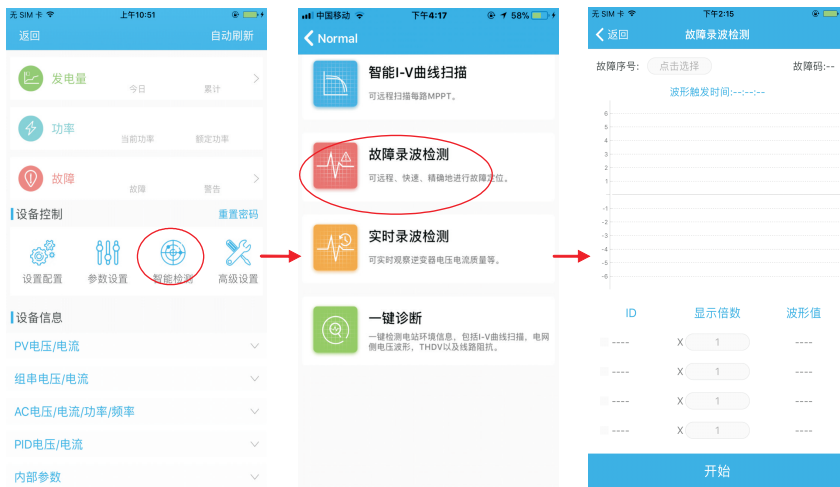 无 SIM 卡
上午10:51
返回
自动刷新
发电量
今日
累计
功率
当前功率
额定功率
故障
故障
警告
设备控制
重置密码
设置配置
参数设置
智能检测
高级设置
设备信息
PV电压/电流
组串电压/电流
AC电压/电流/功率/频率
PID电压/电流
内部参数
中国移动
下午4:17
58%
Normal
智能I-V曲线扫描
可远程扫描每路MPPT。
故障录波检测
可远程、快速、精确地进行故障定位。
实时录波检测
可实时观察逆变器电压电流质量等。
一键诊断
一键检测电站环境信息，包括I-V曲线扫描，电网
侧电压波形，THDV以及线路阻抗。
无 SIM 卡
下午2:15
返回
故障录波检测
故障序号:
点击选择
故障码:--
波形触发时间:--:--:--
6
5
4
3
2
1
-1
-2
-3
-4
-5
-6
ID
显示倍数
波形值
---- X 1 ----
---- X 1 ----
---- X 1 ----
---- X 1 ----
开始